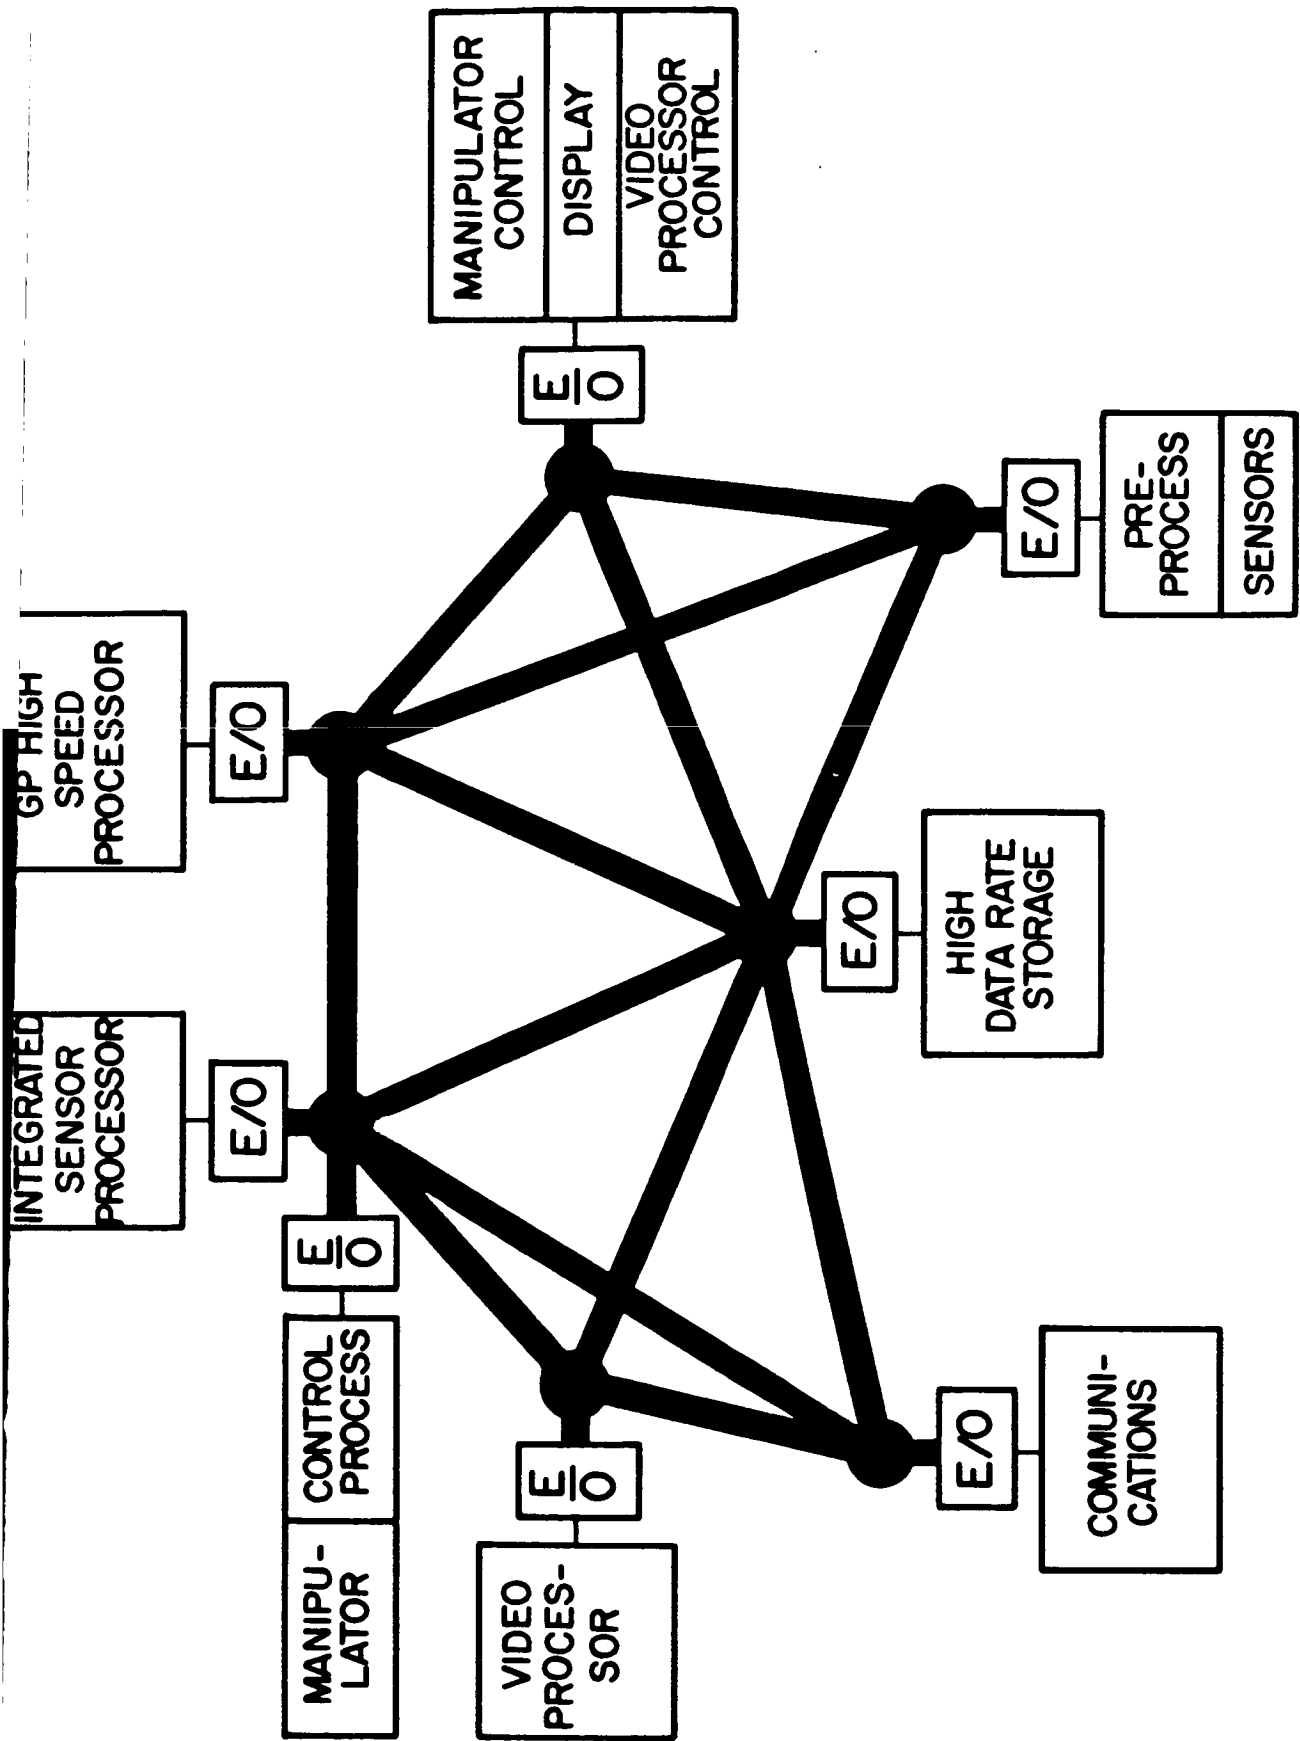 INTEGRATED
SENSOR
PROCESSOR
GP HIGH
SPEED
PROCESSOR
E/O
E/O
MANIPU-
LATOR
CONTROL
PROCESS
E
O
VIDEO
PROCES-
SOR
E
O
E
O
MANIPULATOR
CONTROL
DISPLAY
VIDEO
PROCESSOR
CONTROL
E/O
COMMUNI-
CATIONS
E/O
HIGH
DATA RATE
STORAGE
E/O
PRE-
PROCESS
SENSORS